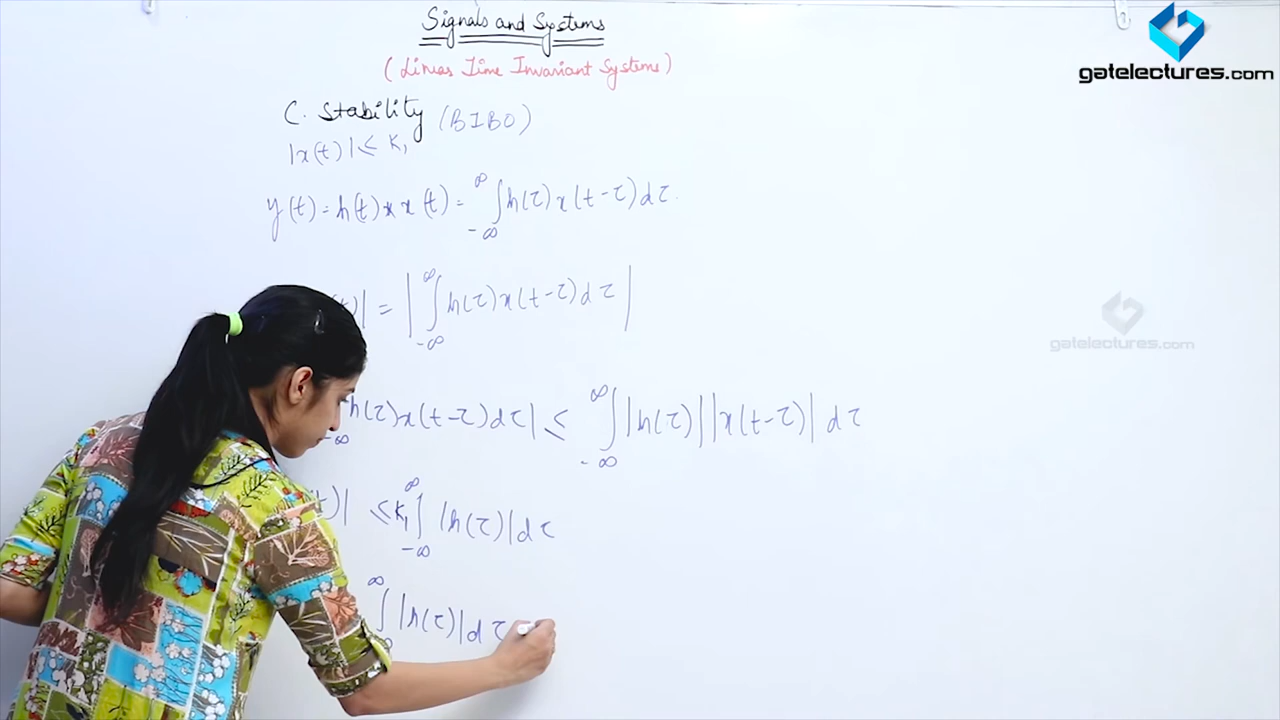 Signals and Systems
gatelectures.com
(Linear Time Invariant Systems)
C. Stability (BIBO)
|x(t)| ≤ K₁
y(t) = h(t) * x(t) = ∫_{-∞}^{∞} h(τ) x(t-τ) dτ.
(t)| = | ∫_{-∞}^{∞} h(τ) x(t-τ) dτ |
gatelectures.com
-∞ h(τ) x(t-τ) dτ | ≤ ∫_{-∞}^{∞} |h(τ)| |x(t-τ)| dτ
t)| ≤ K₁ ∫_{-∞}^{∞} |h(τ)| dτ
∫_{-∞}^{∞} |h(τ)| dτ